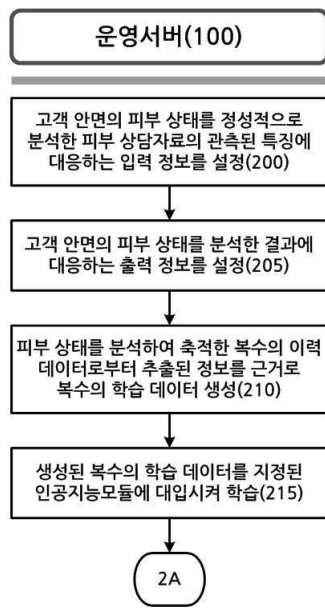 운영서버(100)
고객 안면의 피부 상태를 정성적으로
분석한 피부 상담자료의 관측된 특징에
대응하는 입력 정보를 설정(200)
고객 안면의 피부 상태를 분석한 결과에
대응하는 출력 정보를 설정(205)
피부 상태를 분석하여 축적한 복수의 이력
데이터로부터 추출된 정보를 근거로
복수의 학습 데이터 생성(210)
생성된 복수의 학습 데이터를 지정된
인공지능모듈에 대입시켜 학습(215)
2A